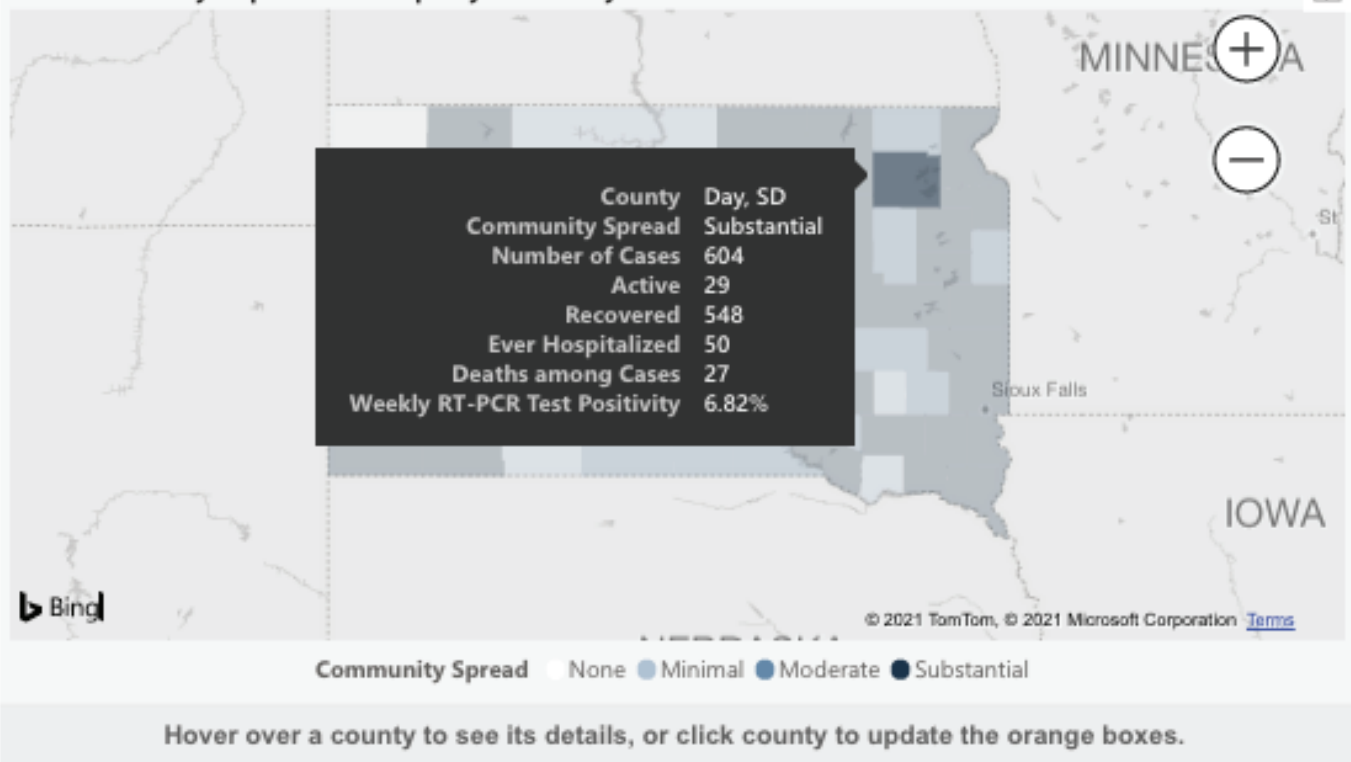 MINNES A
County Day, SD
Community Spread Substantial
Number of Cases 604
Active 29
Recovered 548
Ever Hospitalized 50
Deaths among Cases 27
Weekly RT-PCR Test Positivity 6.82%
St
L
Sioux Falls
IOWA
Bing
© 2021 TomTom, © 2021 Microsoft Corporation Terms
NEBRASKA
Community Spread None Minimal Moderate Substantial
Hover over a county to see its details, or click county to update the orange boxes.